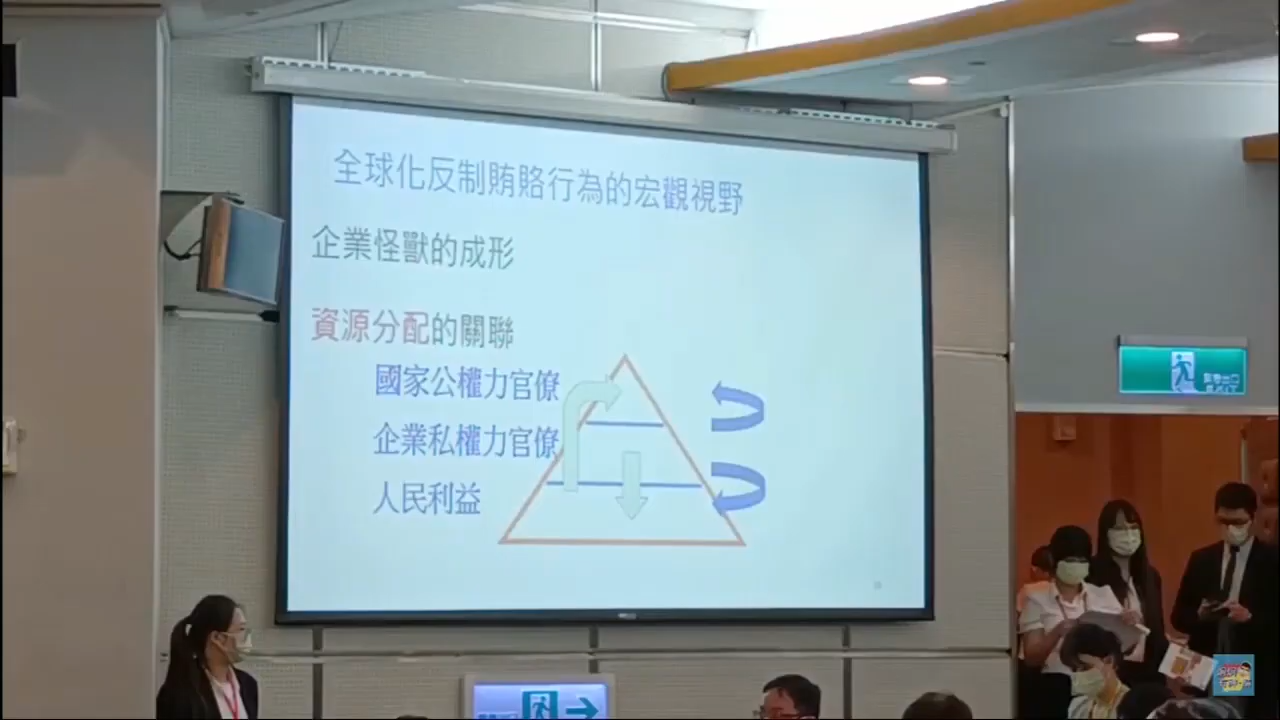 全球化反制賄賂行為的宏觀視野
企業怪獸的成形
資源分配的關聯
國家公權力官僚
企業私權力官僚
人民利益